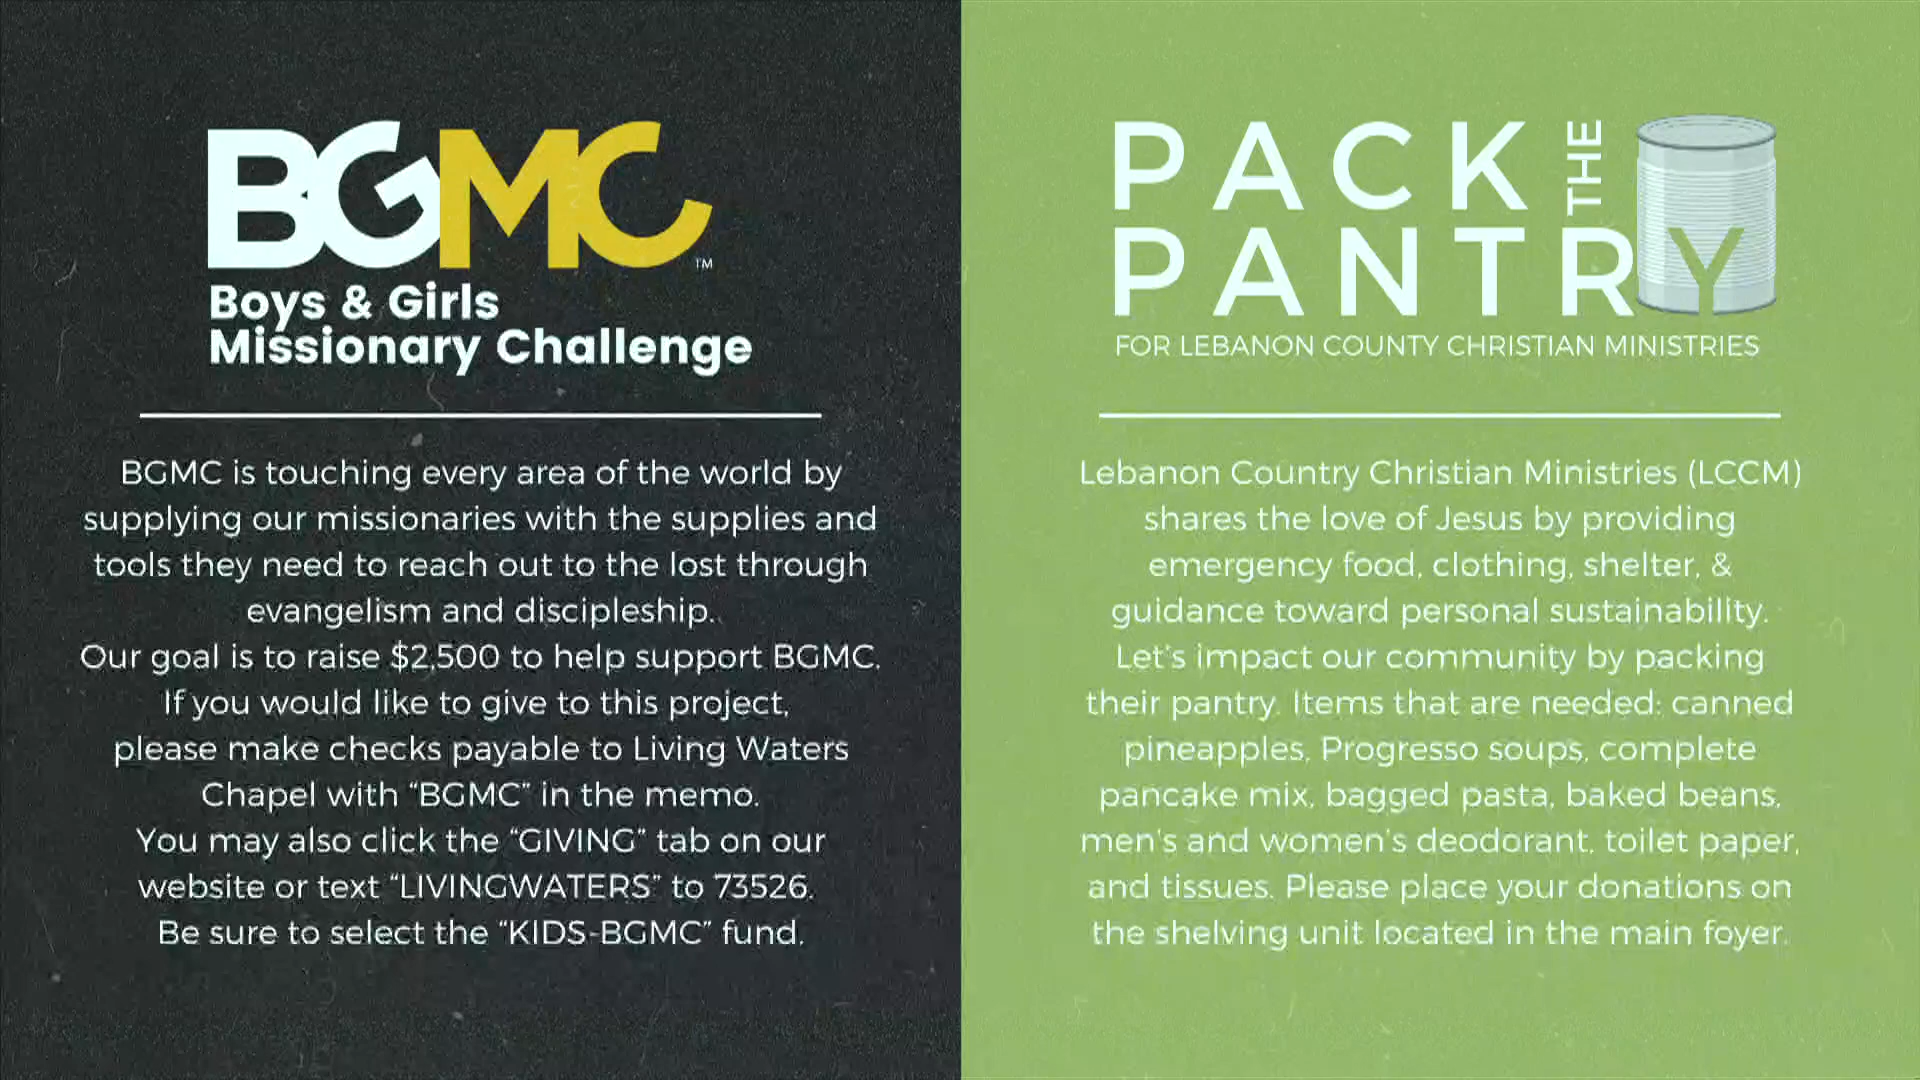 BGMC
TM
Boys & Girls
Missionary Challenge
BGMC is touching every area of the world by
supplying our missionaries with the supplies and
tools they need to reach out to the lost through
evangelism and discipleship.
Our goal is to raise $2,500 to help support BGMC.
If you would like to give to this project,
please make checks payable to Living Waters
Chapel with “BGMC” in the memo.
You may also click the “GIVING” tab on our
website or text “LIVINGWATERS” to 73526.
Be sure to select the “KIDS-BGMC” fund.
PACK THE
PANTRY
FOR LEBANON COUNTY CHRISTIAN MINISTRIES
Lebanon Country Christian Ministries (LCCM)
shares the love of Jesus by providing
emergency food, clothing, shelter, &
guidance toward personal sustainability.
Let's impact our community by packing
their pantry. Items that are needed: canned
pineapples, Progresso soups, complete
pancake mix, bagged pasta, baked beans,
men's and women's deodorant, toilet paper,
and tissues. Please place your donations on
the shelving unit located in the main foyer.